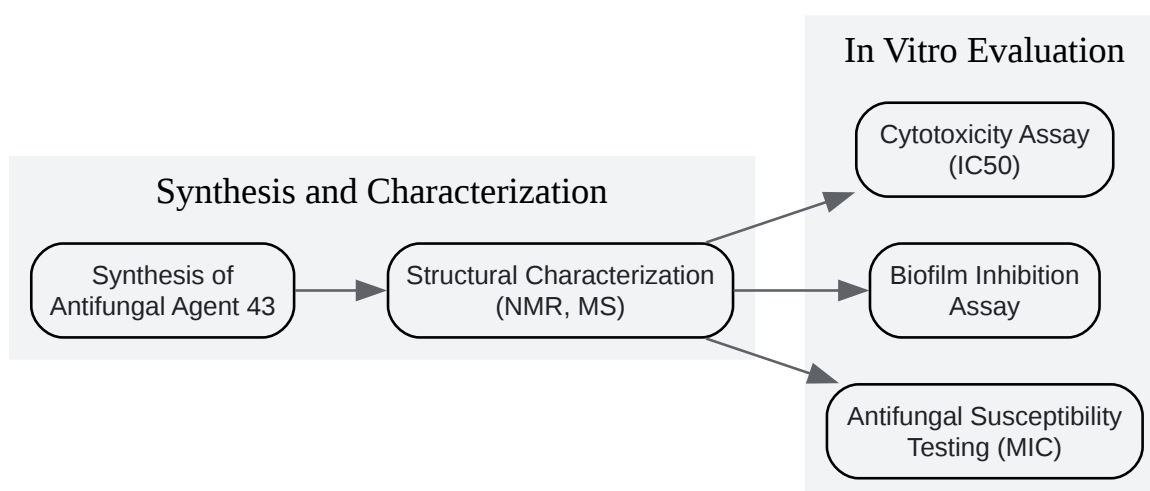 Synthesis and Characterization
Synthesis of
Antifungal Agent 43
Structural Characterization
(NMR, MS)
In Vitro Evaluation
Cytotoxicity Assay
(IC50)
Biofilm Inhibition
Assay
Antifungal Susceptibility
Testing (MIC)